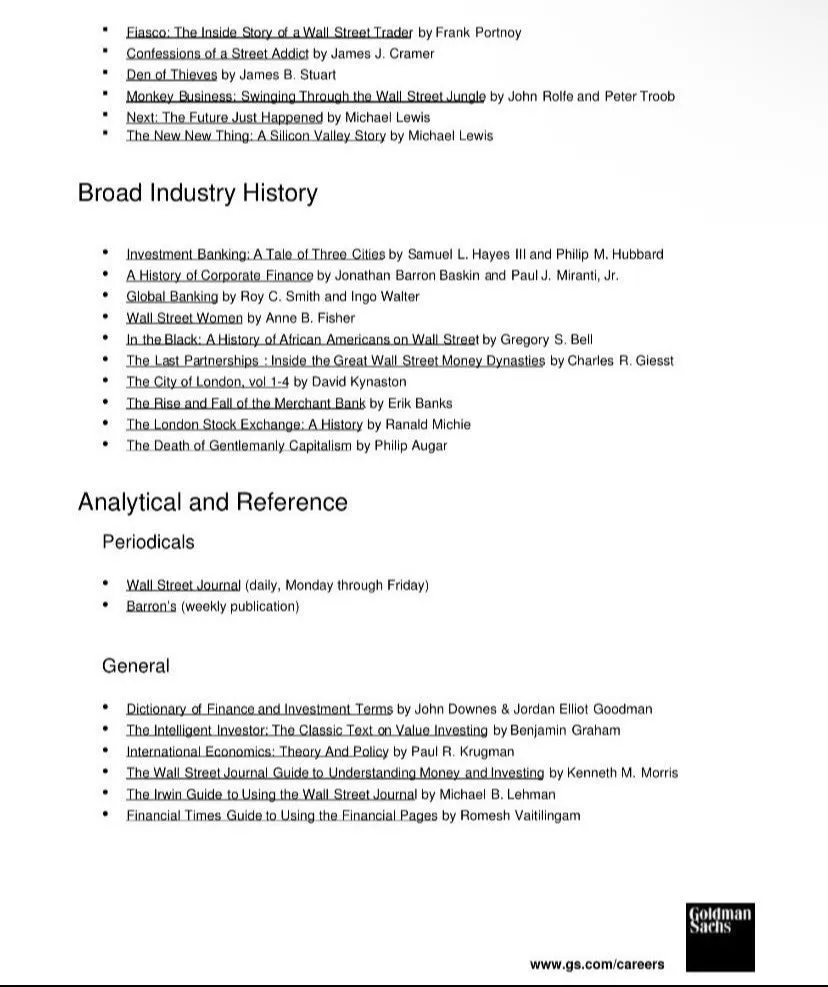 Fiasco: The Inside Story of a Wall Street Trader by Frank Portnoy
Confessions of a Street Addict by James J. Cramer
Den of Thieves by James B. Stuart
Monkey Business: Swinging Through the Wall Street Jungle by John Rolfe and Peter Troob
Next: The Future Just Happened by Michael Lewis
The New New Thing: A Silicon Valley Story by Michael Lewis
Broad Industry History
Investment Banking: A Tale of Three Cities by Samuel L. Hayes III and Philip M. Hubbard
A History of Corporate Finance by Jonathan Barron Baskin and Paul J. Miranti, Jr.
Global Banking by Roy C. Smith and Ingo Walter
Wall Street Women by Anne B. Fisher
In the Black: A History of African Americans on Wall Street by Gregory S. Bell
The Last Partnerships : Inside the Great Wall Street Money Dynasties by Charles R. Giesst
The City of London, vol 1-4 by David Kynaston
The Rise and Fall of the Merchant Bank by Erik Banks
The London Stock Exchange: A History by Ranald Michie
The Death of Gentlemanly Capitalism by Philip Augar
Analytical and Reference
Periodicals
Wall Street Journal (daily, Monday through Friday)
Barron's (weekly publication)
General
Dictionary of Finance and Investment Terms by John Downes & Jordan Elliot Goodman
The Intelligent Investor: The Classic Text on Value Investing by Benjamin Graham
International Economics: Theory And Policy by Paul R. Krugman
The Wall Street Journal Guide to Understanding Money and Investing by Kenneth M. Morris
The Irwin Guide to Using the Wall Street Journal by Michael B. Lehman
Financial Times Guide to Using the Financial Pages by Romesh Vaitilingam
Goldman
Sachs
www.gs.com/careers